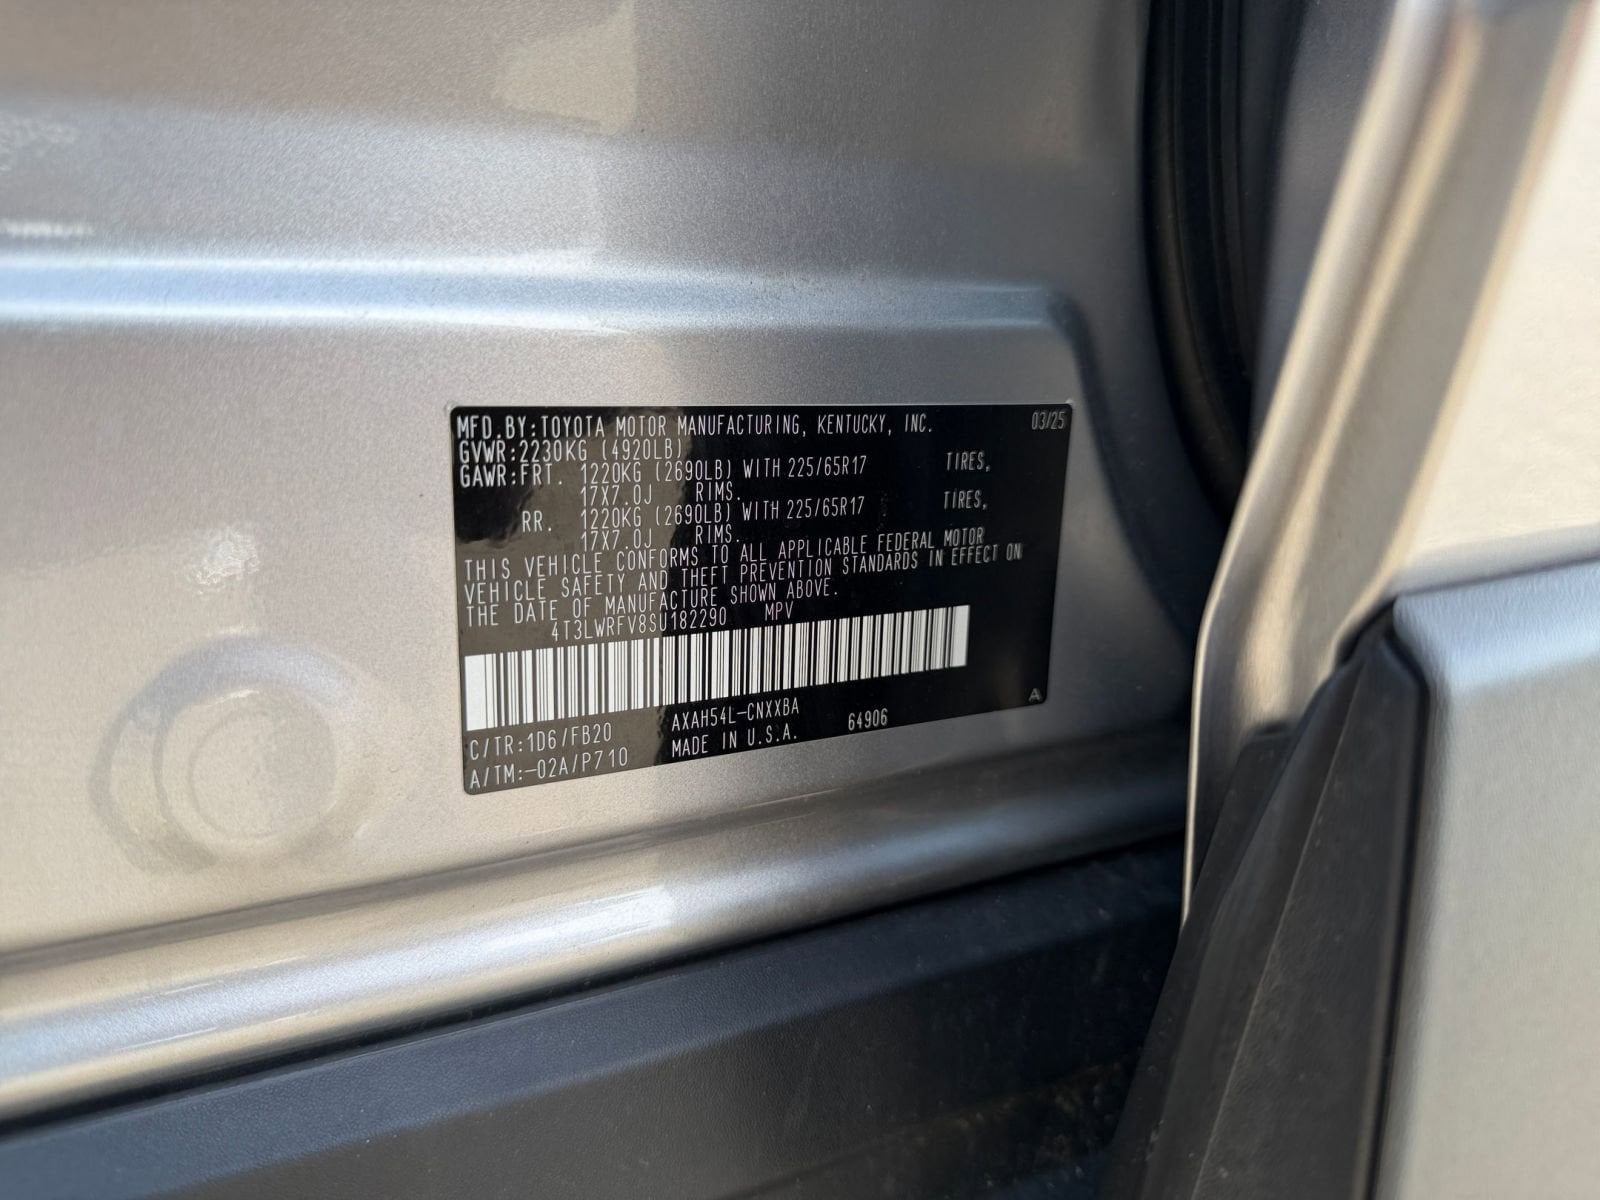 MFD.BY:TOYOTA MOTOR MANUFACTURING, KENTUCKY, INC. 03/25
GVWR:2230KG (4920LB)
GAWR:FRT. 1220KG (2690LB) WITH 225/65R17 TIRES,
17X7.0J RIMS.
RR. 1220KG (2690LB) WITH 225/65R17 TIRES,
17X7.0J RIMS.
THIS VEHICLE CONFORMS TO ALL APPLICABLE FEDERAL MOTOR
VEHICLE SAFETY AND THEFT PREVENTION STANDARDS IN EFFECT ON
THE DATE OF MANUFACTURE SHOWN ABOVE.
4T3LWRFV8SU182290 MPV
C/TR:1D6/FB20 AXAH54L-CNXXBA 64906 A
A/TM:-02A/P710 MADE IN U.S.A.